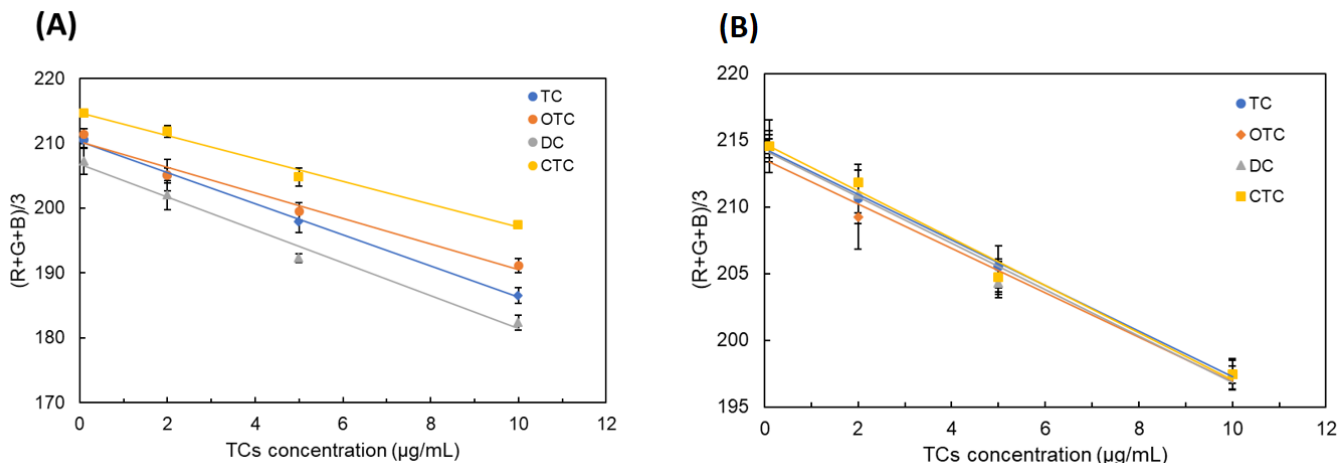 (A)
220
210
200
190
180
170
(R+G+B)/3
0 2 4 6 8 10 12
TCs concentration (µg/mL)
TC
OTC
DC
CTC
(B)
220
215
210
205
200
195
(R+G+B)/3
0 2 4 6 8 10 12
TCs concentration (µg/mL)
TC
OTC
DC
CTC